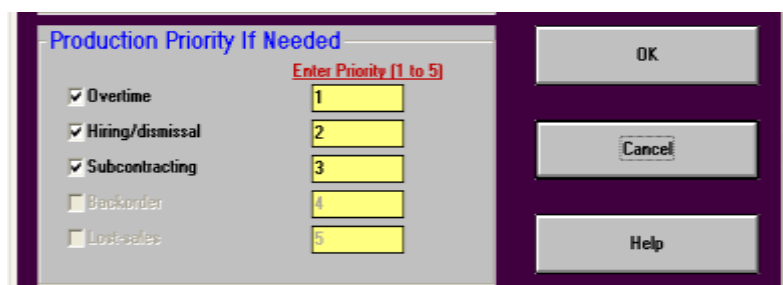 Production Priority If Needed
Enter Priority (1 to 5)
Overtime 1
Hiring/dismissal 2
Subcontracting 3
Backorder 4
Lost-sales 5
OK
Cancel
Help